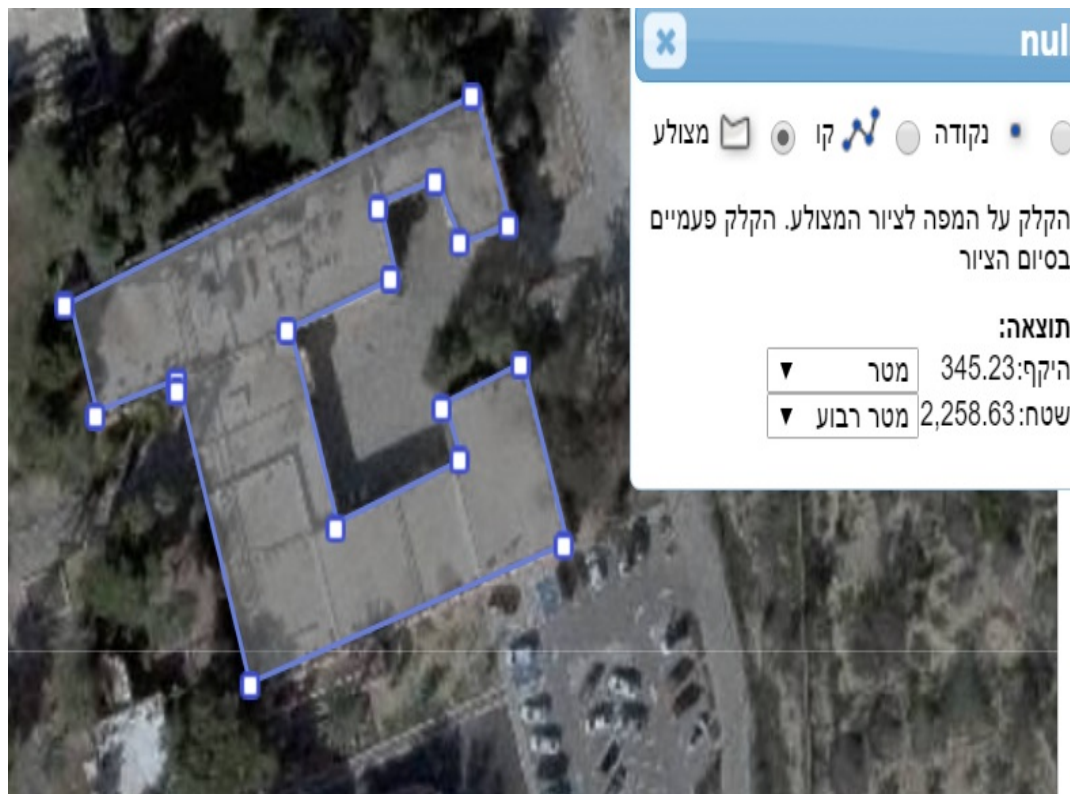 nul
נקודה קו מצולע
הקלק על המפה לציור המצולע. הקלק פעמיים
בסיום הציור
תוצאה:
היקף:345.23 מטר
שטח:2,258.63 מטר רבוע